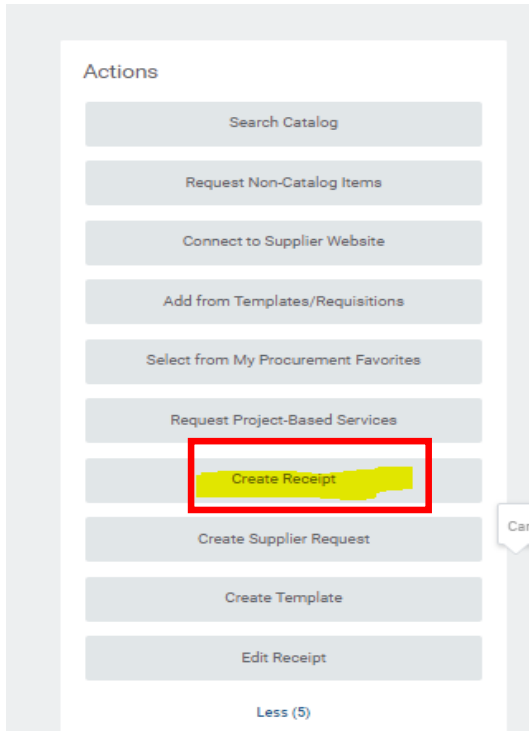 Actions
Search Catalog
Request Non-Catalog Items
Connect to Supplier Website
Add from Templates/Requisitions
Select from My Procurement Favorites
Request Project-Based Services
Create Receipt
Create Supplier Request
Car
Create Template
Edit Receipt
Less (5)